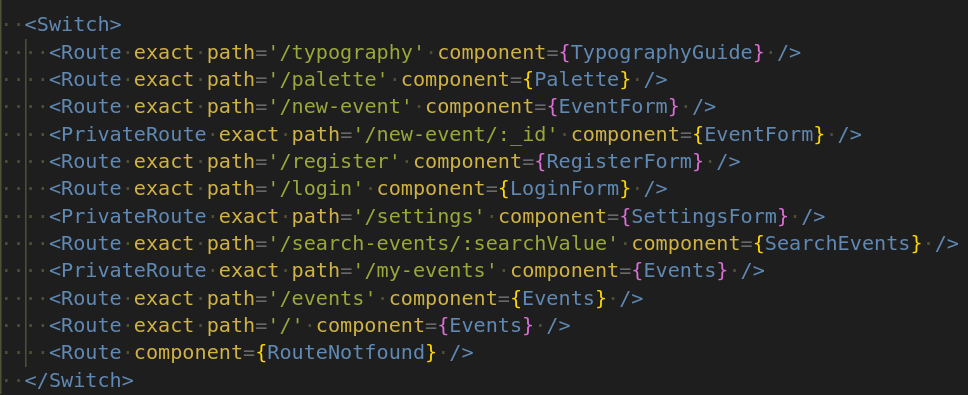 <Switch>
<Route exact path='/typography' component={TypographyGuide} />
<Route exact path='/palette' component={Palette} />
<Route exact path='/new-event' component={EventForm} />
<PrivateRoute exact path='/new-event/:_id' component={EventForm} />
<Route exact path='/register' component={RegisterForm} />
<Route exact path='/login' component={LoginForm} />
<PrivateRoute exact path='/settings' component={SettingsForm} />
<Route exact path='/search-events/:searchValue' component={SearchEvents} />
<PrivateRoute exact path='/my-events' component={Events} />
<Route exact path='/events' component={Events} />
<Route exact path='/' component={Events} />
<Route component={RouteNotfound} />
</Switch>